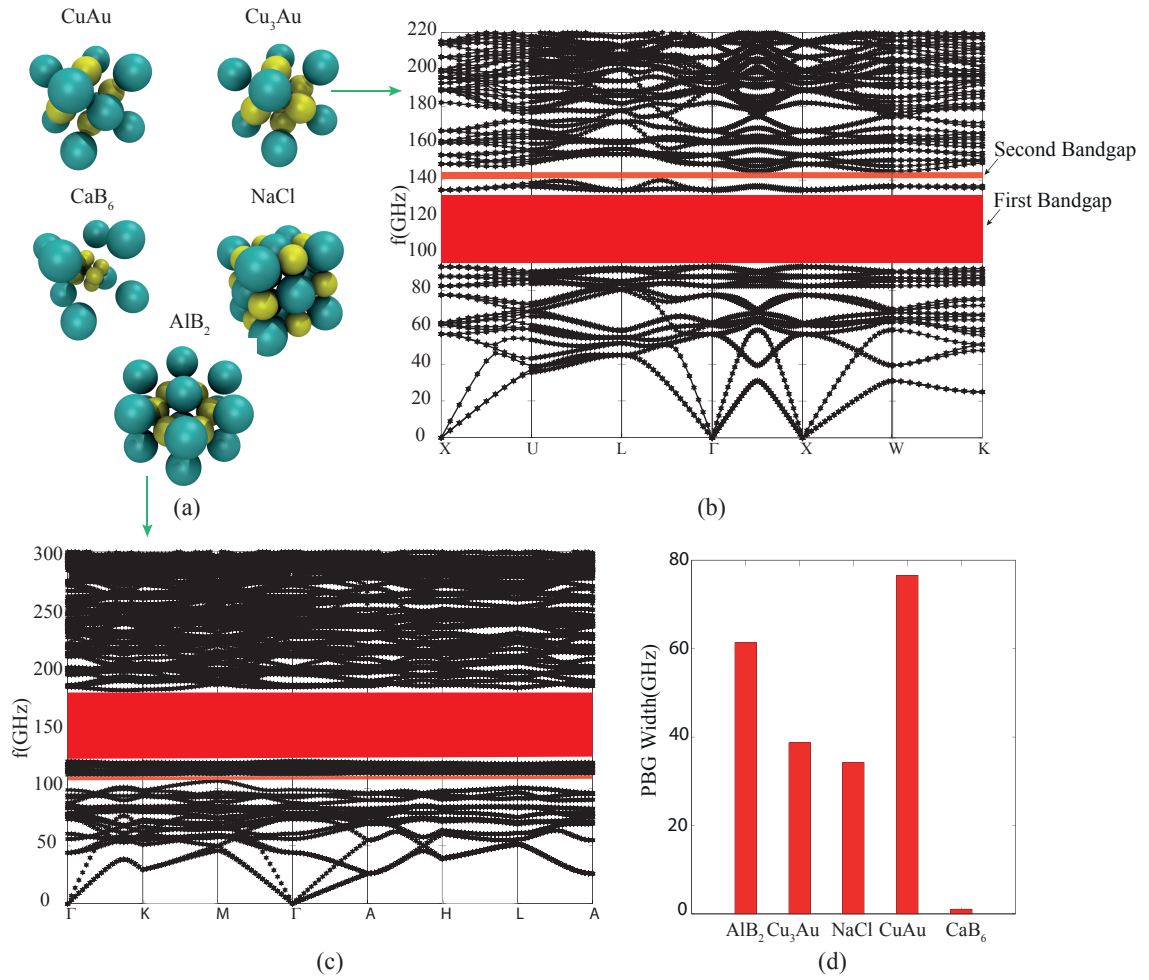 CuAu
Cu₃Au
CaB₆
NaCl
AlB₂
(a)
220
200
180
160
140
120
100
80
60
40
20
0
f(GHz)
X U L Γ X W K
Second Bandgap
First Bandgap
(b)
300
250
200
150
100
50
0
f(GHz)
Γ K M Γ A H L A
(c)
80
60
40
20
0
PBG Width(GHz)
AlB₂ Cu₃Au NaCl CuAu CaB₆
(d)